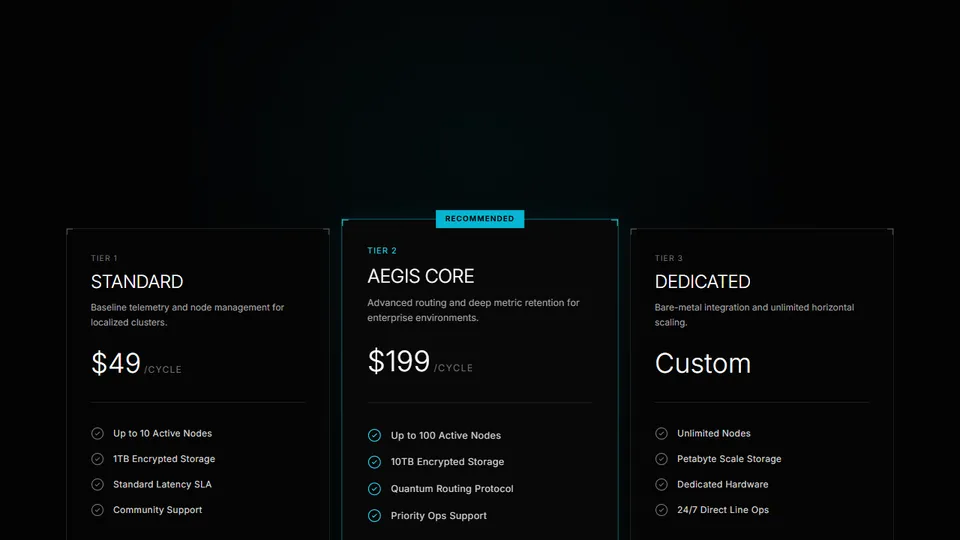 TIER 1
STANDARD
Baseline telemetry and node management for
localized clusters.
$49 /CYCLE
Up to 10 Active Nodes
1TB Encrypted Storage
Standard Latency SLA
Community Support
RECOMMENDED
TIER 2
AEGIS CORE
Advanced routing and deep metric retention for
enterprise environments.
$199 /CYCLE
Up to 100 Active Nodes
10TB Encrypted Storage
Quantum Routing Protocol
Priority Ops Support
TIER 3
DEDICATED
Bare-metal integration and unlimited horizontal
scaling.
Custom
Unlimited Nodes
Petabyte Scale Storage
Dedicated Hardware
24/7 Direct Line Ops